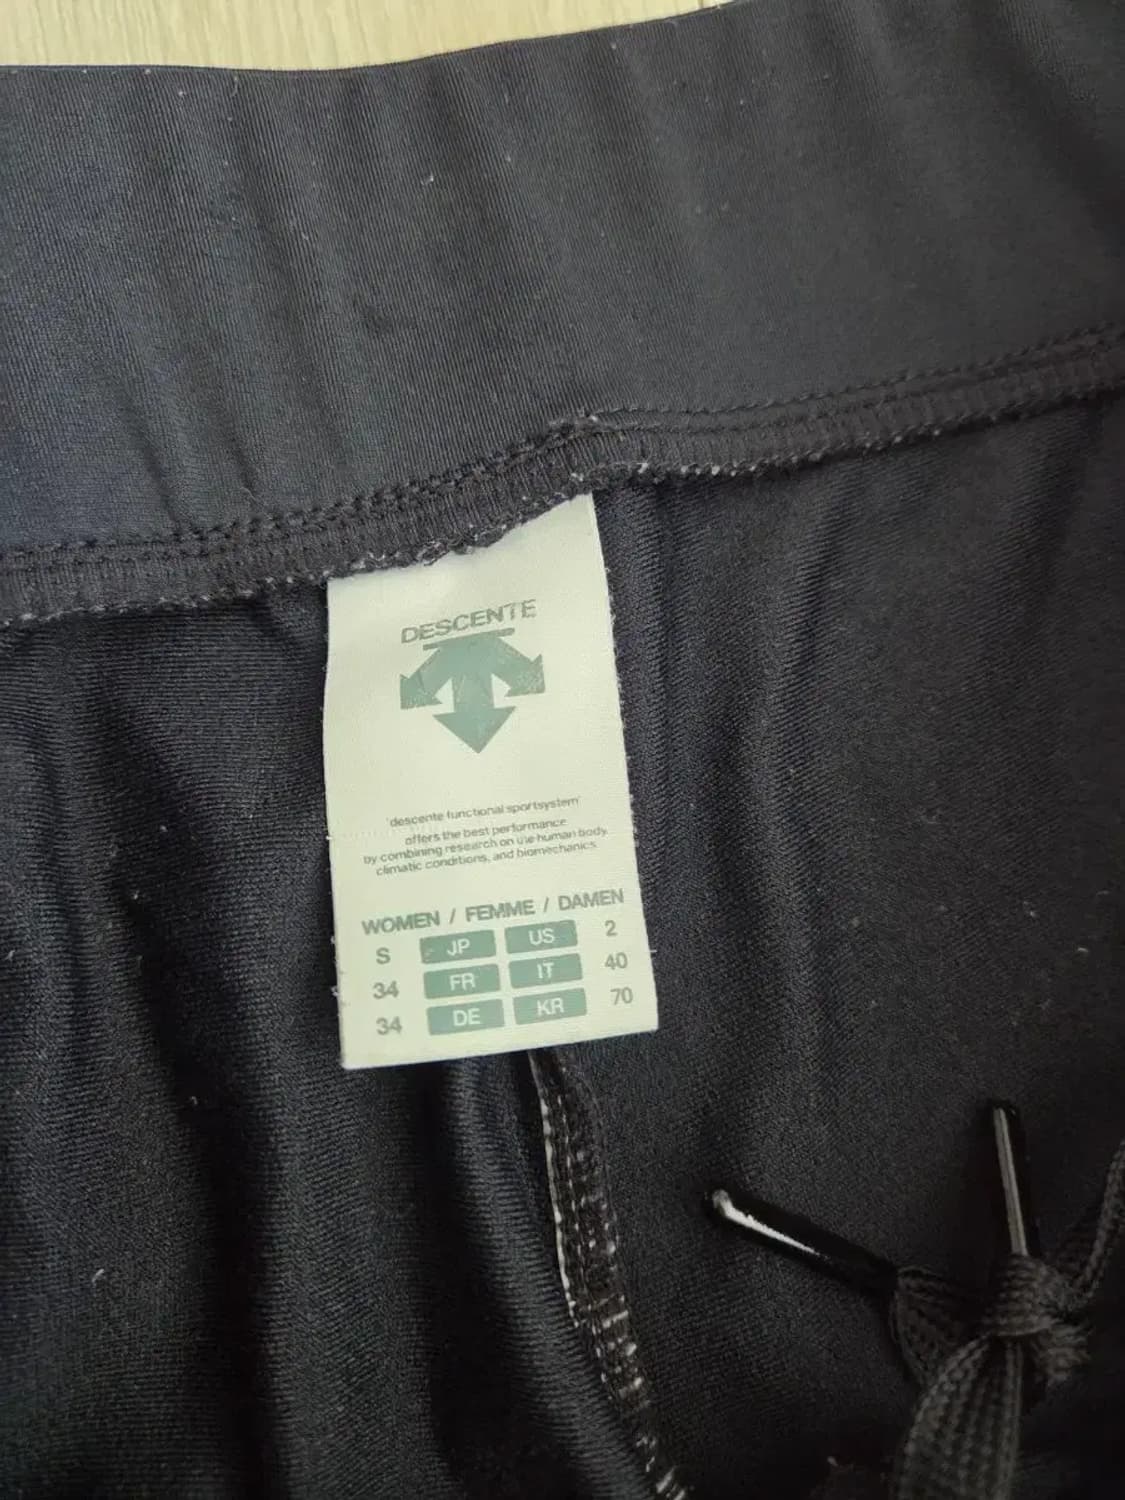 DESCENTE
'descente functional sportsystem'
offers the best performance
by combining research on the human body
climatic conditions, and biomechanics.
WOMEN / FEMME / DAMEN
S JP US 2
34 FR IT 40
34 DE KR 70